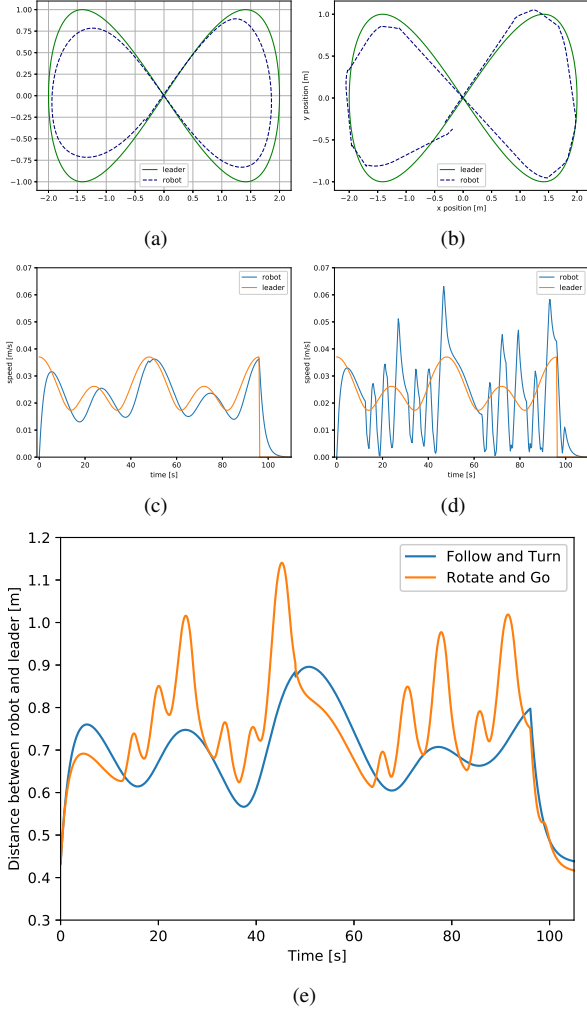 1.00
0.75
0.50
0.25
0.00
−0.25
−0.50
−0.75
−1.00
−2.0 −1.5 −1.0 −0.5 0.0 0.5 1.0 1.5 2.0
leader
robot
(a)
y position [m]
1.0
0.5
0.0
−0.5
−1.0
−2.0 −1.5 −1.0 −0.5 0.0 0.5 1.0 1.5 2.0
x position [m]
leader
robot
(b)
speed [m/s]
0.07
0.06
0.05
0.04
0.03
0.02
0.01
0.00
0 20 40 60 80 100
time [s]
robot
leader
(c)
speed [m/s]
0.07
0.06
0.05
0.04
0.03
0.02
0.01
0.00
0 20 40 60 80 100
time [s]
robot
leader
(d)
Distance between robot and leader [m]
1.2
1.1
1.0
0.9
0.8
0.7
0.6
0.5
0.4
0.3
0 20 40 60 80 100
Time [s]
Follow and Turn
Rotate and Go
(e)